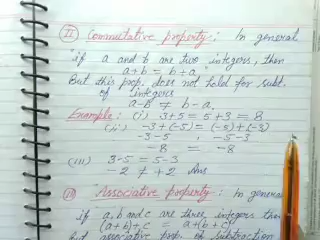 (II) Commutative property: In general
if a and b are two integers, then
a+b = b+a.
But this prop. does not hold for subt.
of integers
a-b ≠ b-a.
Example: (i) 3+5 = 5+3 = 8
(ii) -3+(-5) = (-5)+(-3)
-3-5 = -5-3
-8 = -8
(iii) 3-5 = 5-3
-2 ≠ +2 Ans
(III) Associative property: In general
if a, b and c are three integers then
(a+b)+c = a+(b+c)
But associative prop. of subtraction